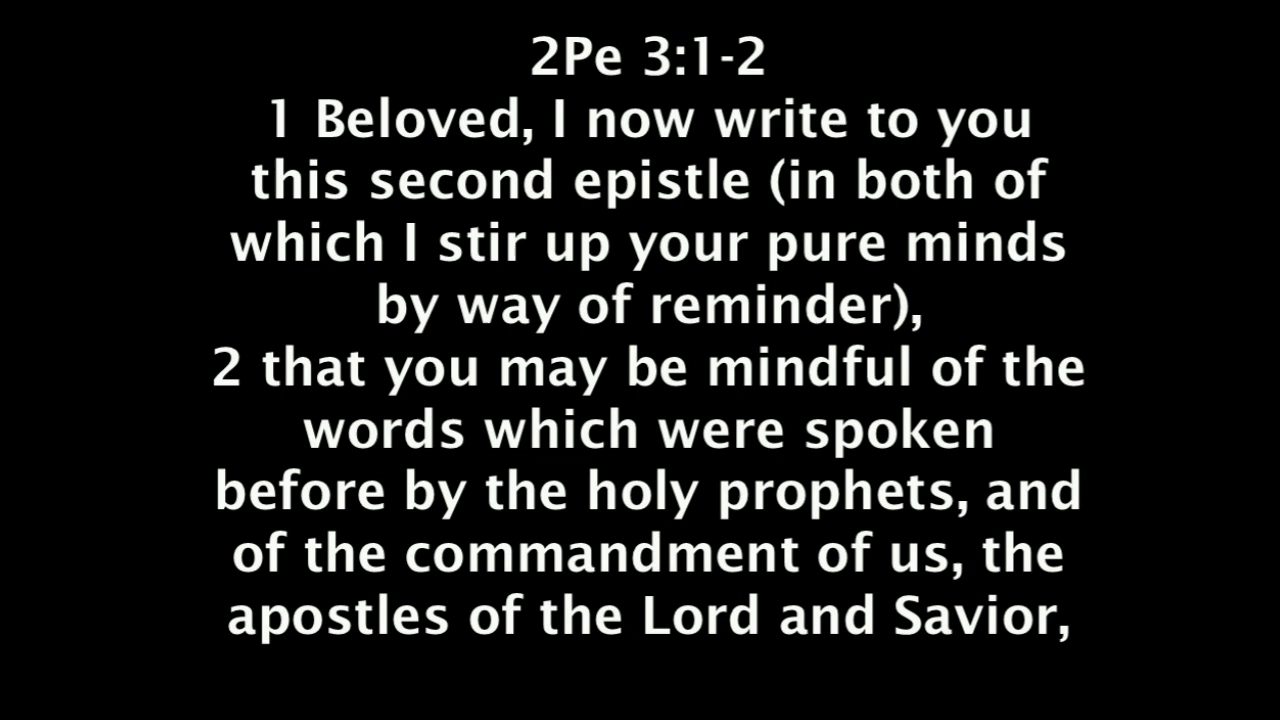 2Pe 3:1-2
1 Beloved, I now write to you
this second epistle (in both of
which I stir up your pure minds
by way of reminder),
2 that you may be mindful of the
words which were spoken
before by the holy prophets, and
of the commandment of us, the
apostles of the Lord and Savior,